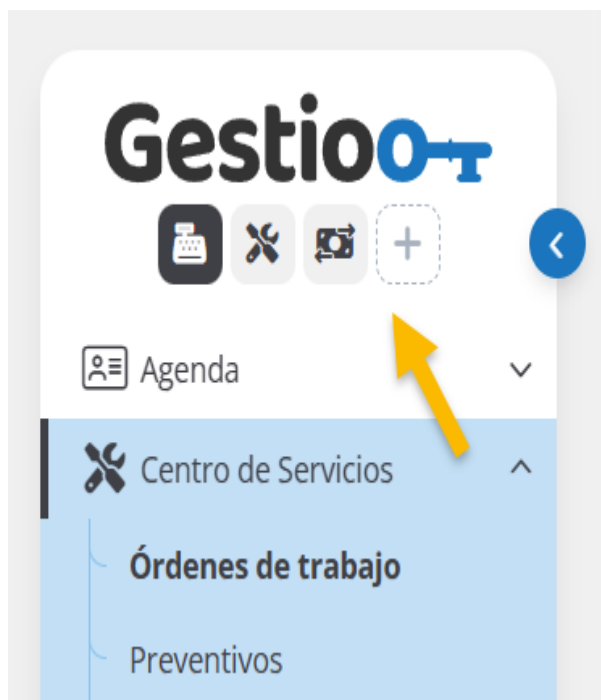 Gestioo
Agenda
Centro de Servicios
Órdenes de trabajo
Preventivos